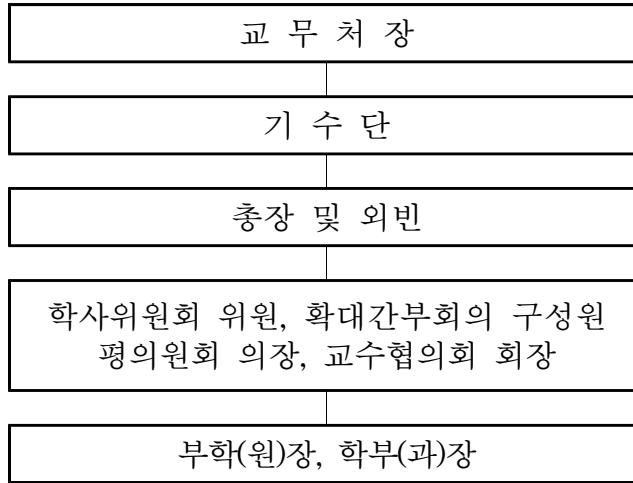 교 무 처 장
기 수 단
총장 및 외빈
학사위원회 위원, 확대간부회의 구성원
평의원회 의장, 교수협의회 회장
부학(원)장, 학부(과)장